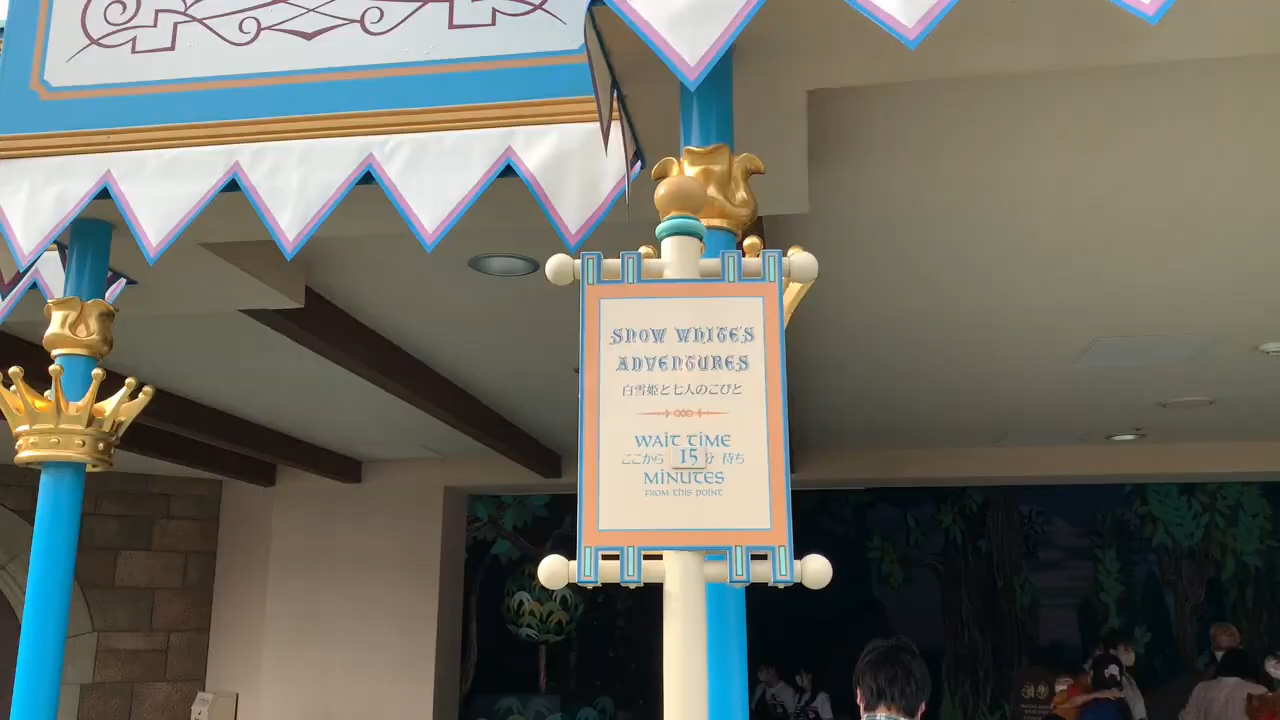 SNOW WHITE'S
ADVENTURES
白雪姫と七人のこびと
WAIT TIME
ここから 15 分 待ち
MINUTES
FROM THIS POINT